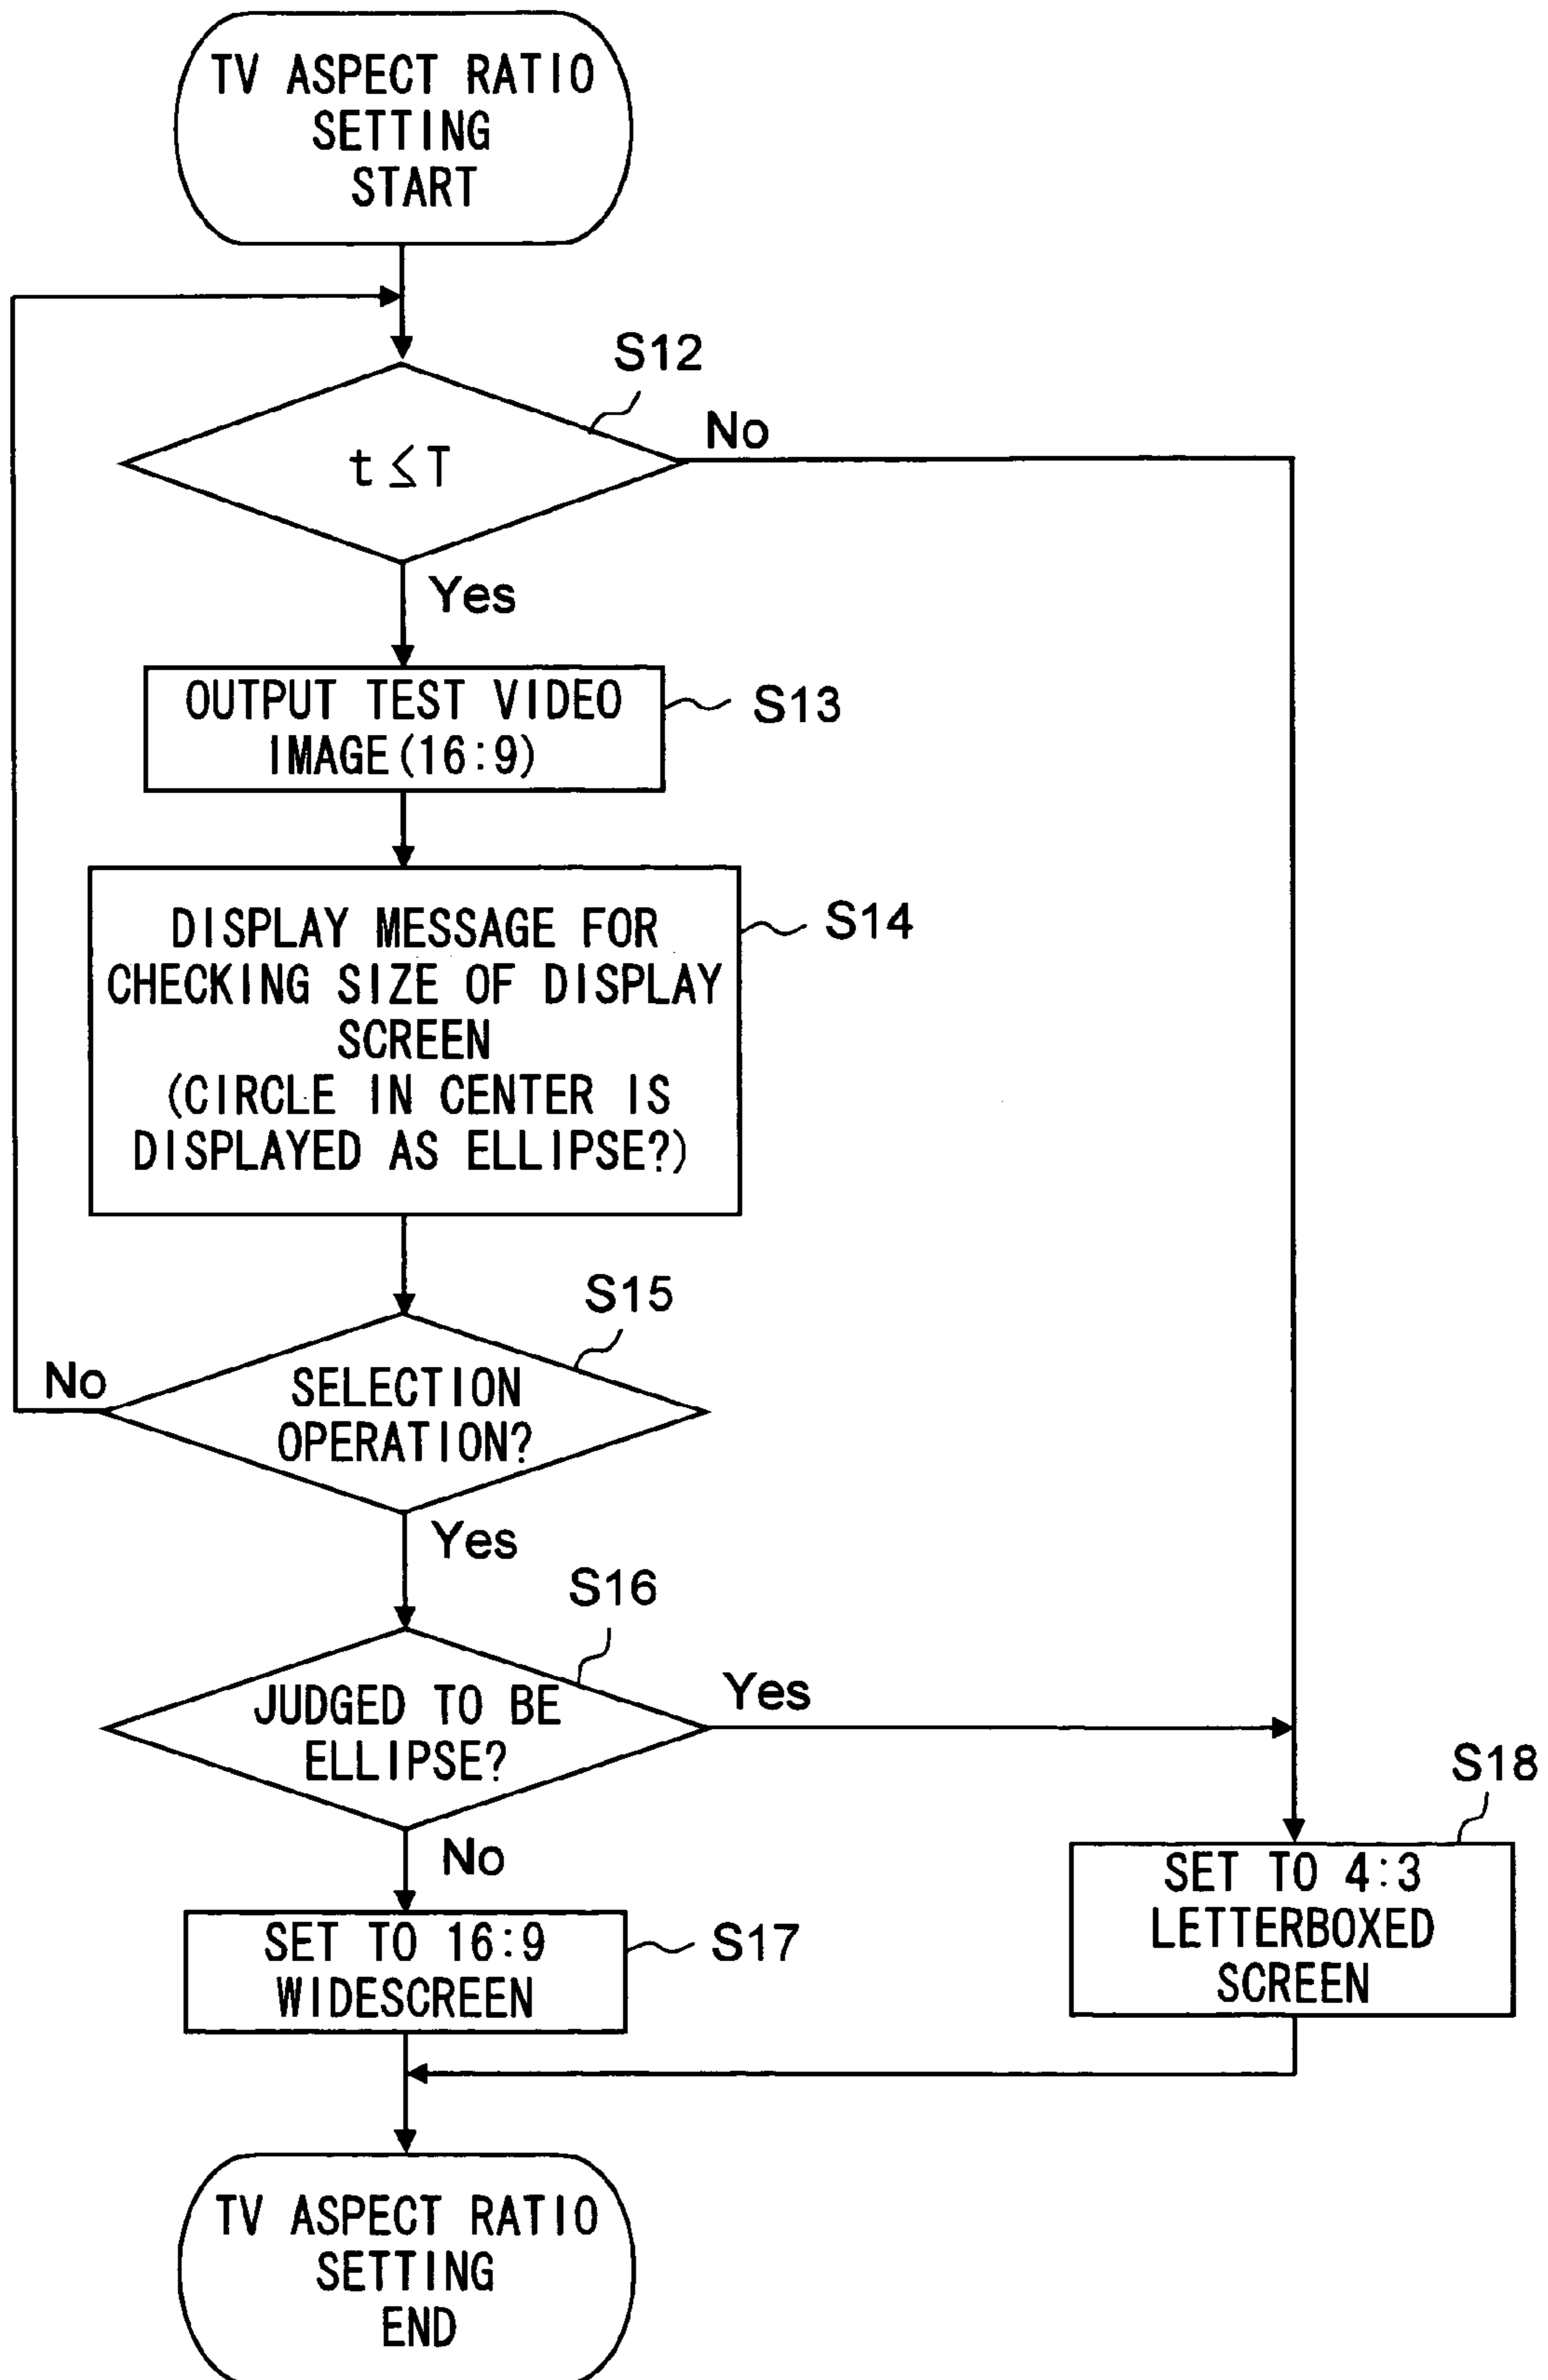 TV ASPECT RATIO
SETTING
START
S12
t≤T
No
Yes
OUTPUT TEST VIDEO
IMAGE(16:9)
S13
DISPLAY MESSAGE FOR
CHECKING SIZE OF DISPLAY
SCREEN
(CIRCLE IN CENTER IS
DISPLAYED AS ELLIPSE?)
S14
S15
SELECTION
OPERATION?
No
Yes
S16
JUDGED TO BE
ELLIPSE?
Yes
No
SET TO 16:9
WIDESCREEN
S17
S18
SET TO 4:3
LETTERBOXED
SCREEN
TV ASPECT RATIO
SETTING
END